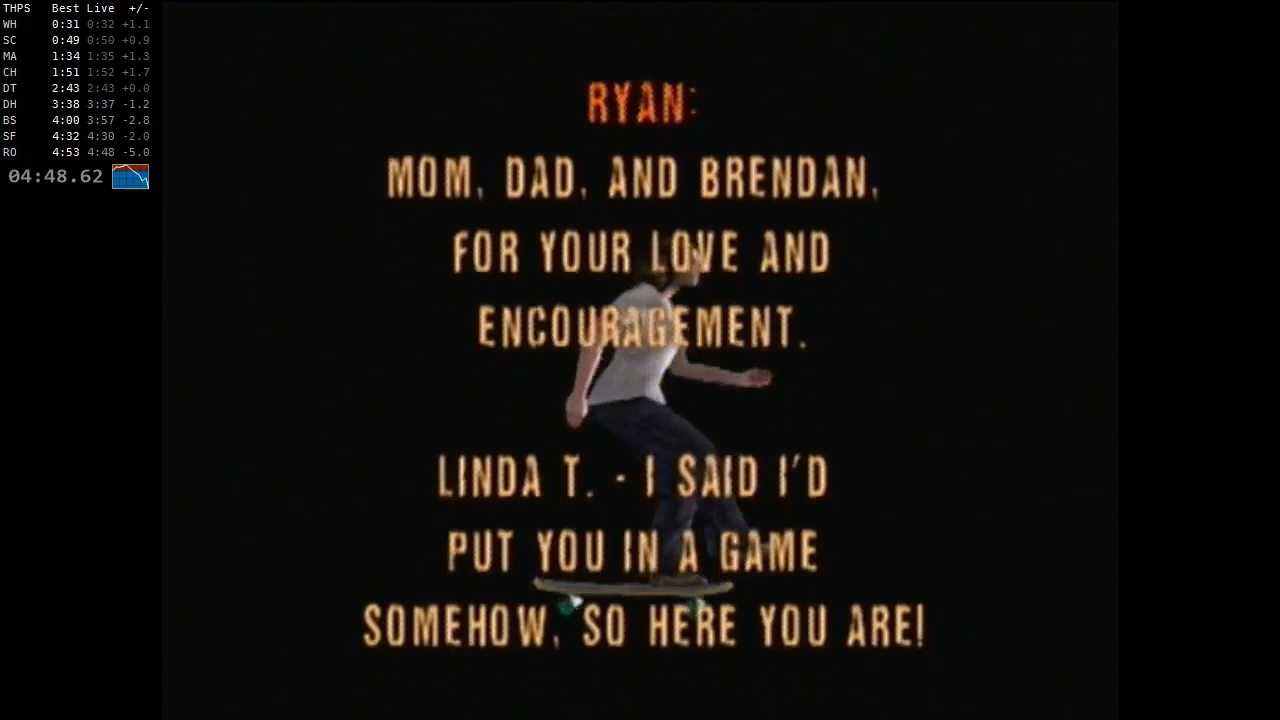 THPS Best Live +/-
WH 0:31 0:32 +1.1
SC 0:49 0:50 +0.9
MA 1:34 1:35 +1.3
CH 1:51 1:52 +1.7
DT 2:43 2:43 +0.0
DH 3:38 3:37 -1.2
BS 4:00 3:57 -2.8
SF 4:32 4:30 -2.0
RO 4:53 4:48 -5.0
04:48.62
RYAN:
MOM, DAD, AND BRENDAN,
FOR YOUR LOVE AND
ENCOURAGEMENT.
LINDA T. - I SAID I'D
PUT YOU IN A GAME
SOMEHOW, SO HERE YOU ARE!